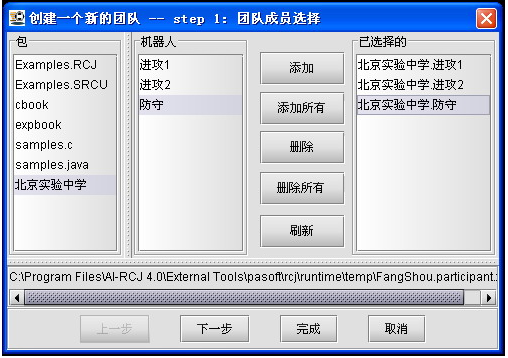 创建一个新的团队 -- step 1: 团队成员选择
包
Examples.RCJ
Examples.SRCU
cbook
expbook
samples.c
samples.java
北京实验中学
机器人
进攻1
进攻2
防守
添加
添加所有
删除
删除所有
刷新
已选择的
北京实验中学.进攻1
北京实验中学.进攻2
北京实验中学.防守
C:\Program Files\AI-RCJ 4.0\External Tools\pasoft\rcj\runtime\temp\FangShou.participant.
上一步
下一步
完成
取消